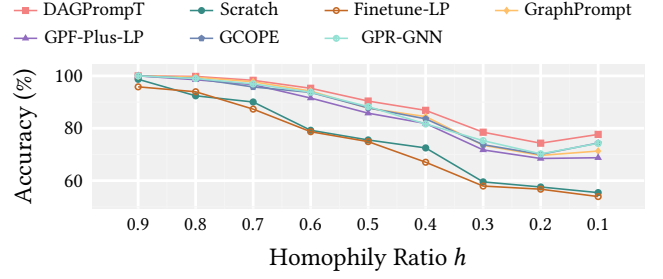 DAGPrompT Scratch Finetune-LP GraphPrompt
GPF-Plus-LP GCOPE GPR-GNN
Accuracy (%)
100
80
60
0.9 0.8 0.7 0.6 0.5 0.4 0.3 0.2 0.1
Homophily Ratio h